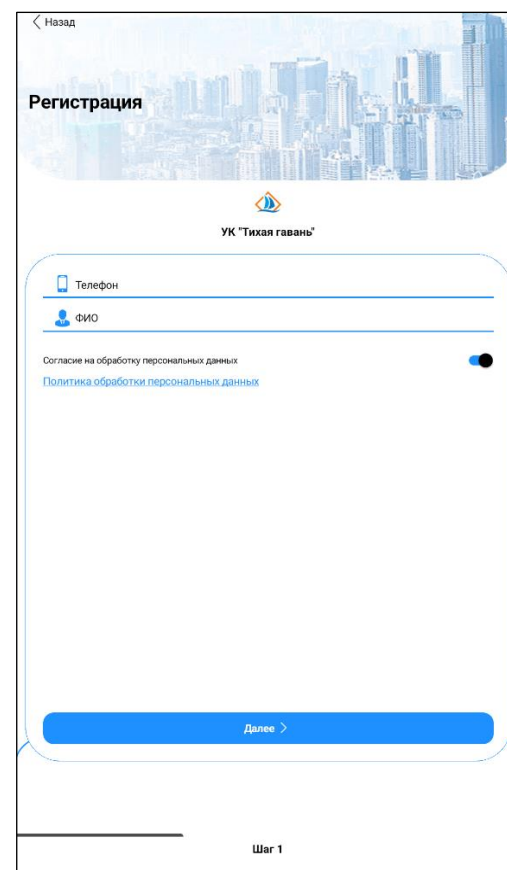 Назад
Регистрация
УК "Тихая гавань"
Телефон
ФИО
Согласие на обработку персональных данных
Политика обработки персональных данных
Далее
Шаг 1